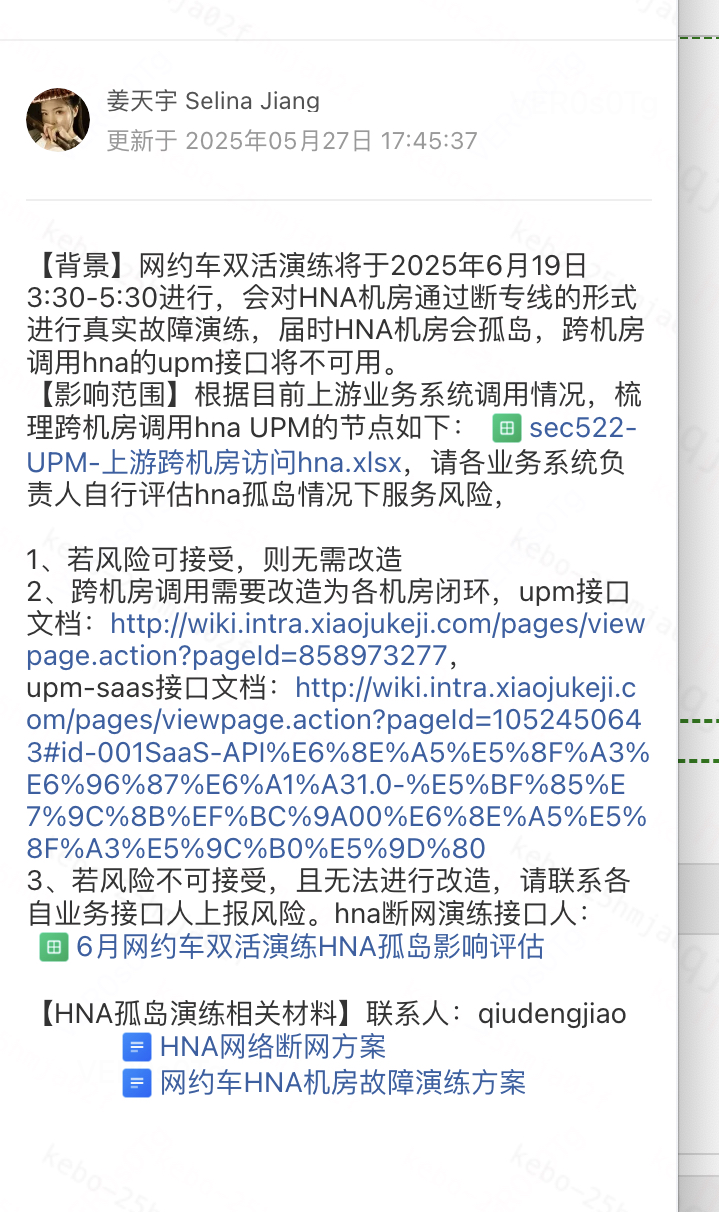 姜天宇 Selina Jiang
更新于 2025年05月27日 17:45:37
【背景】网约车双活演练将于2025年6月19日
3:30-5:30进行，会对HNA机房通过断专线的形式
进行真实故障演练，届时HNA机房会孤岛，跨机房
调用hna的upm接口将不可用。
【影响范围】根据目前上游业务系统调用情况，梳
理跨机房调用hna UPM的节点如下： sec522-
UPM-上游跨机房访问hna.xlsx，请各业务系统负
责人自行评估hna孤岛情况下服务风险，
1、若风险可接受，则无需改造
2、跨机房调用需要改造为各机房闭环，upm接口
文档：http://wiki.intra.xiaojukeji.com/pages/view
page.action?pageId=858973277，
upm-saas接口文档：http://wiki.intra.xiaojukeji.c
om/pages/viewpage.action?pageId=105245064
3#id-001SaaS-API%E6%8E%A5%E5%8F%A3%
E6%96%87%E6%A1%A31.0-%E5%BF%85%E
7%9C%8B%EF%BC%9A00%E6%8E%A5%E5%
8F%A3%E5%9C%B0%E5%9D%80
3、若风险不可接受，且无法进行改造，请联系各
自业务接口人上报风险。hna断网演练接口人：
6月网约车双活演练HNA孤岛影响评估
【HNA孤岛演练相关材料】联系人：qiudengjiao
HNA网络断网方案
网约车HNA机房故障演练方案